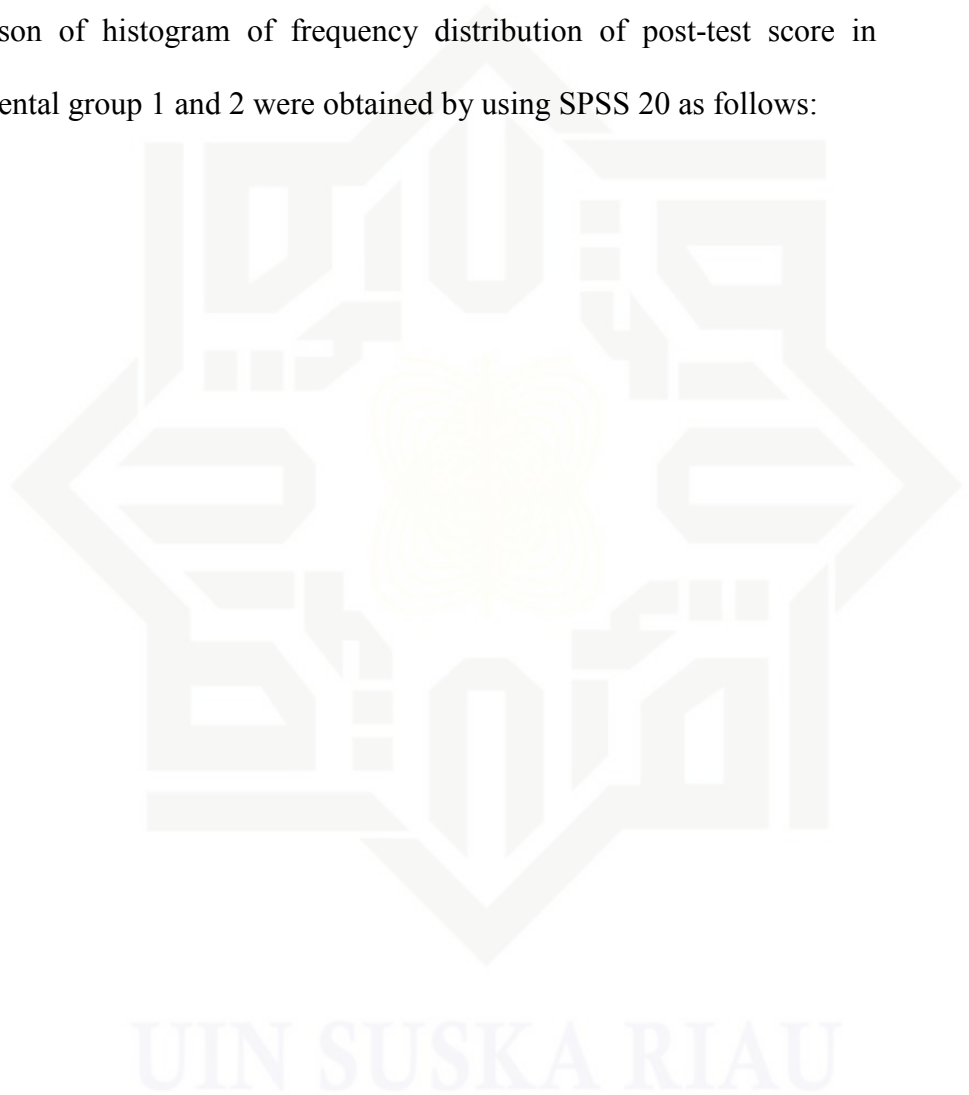 son of histogram of frequency distribution of post-test score in
ental group 1 and 2 were obtained by using SPSS 20 as follows:
UIN SUSKA RIAU